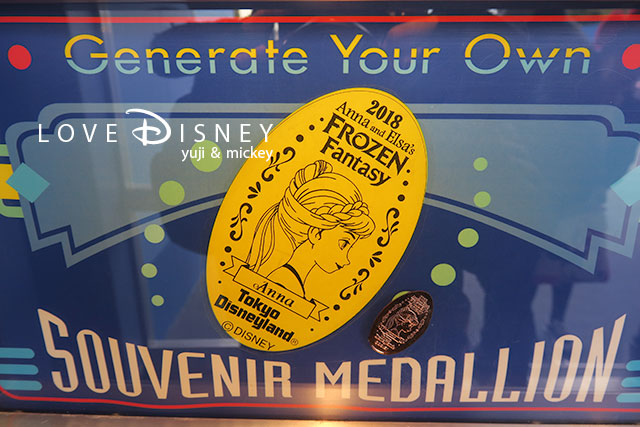 Generate Your Own
LOVE DISNEY
yuji & mickey
2018
Anna and Elsa's
FROZEN
Fantasy
Anna
Tokyo
Disneyland®
©DISNEY
SOUVENIR MEDALLION